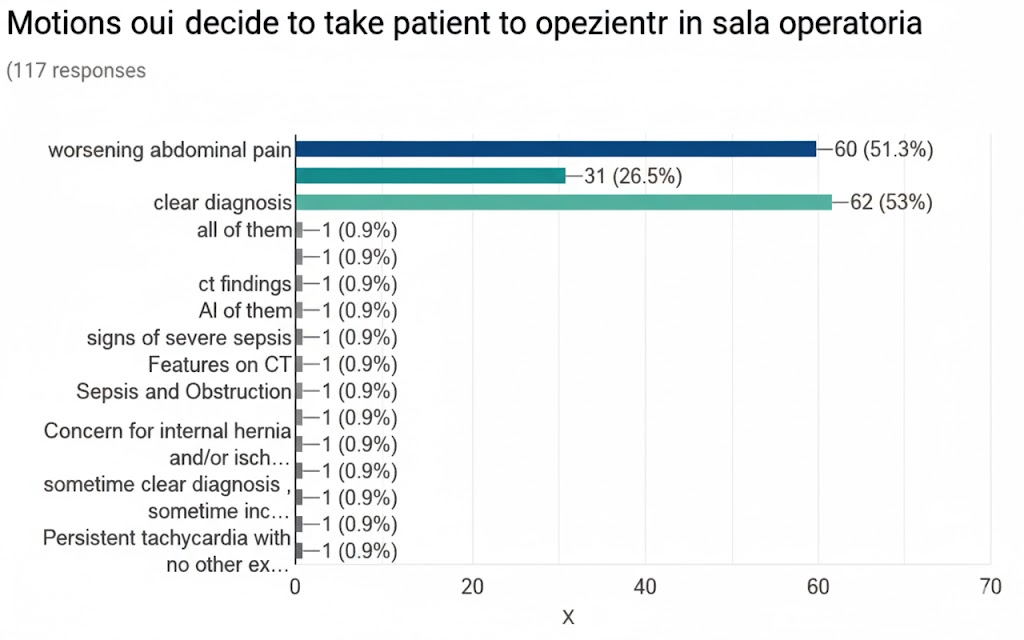 Motions oui decide to take patient to opezientr in sala operatoria
(117 responses
worsening abdominal pain 60 (51.3%)
31 (26.5%)
clear diagnosis 62 (53%)
all of them 1 (0.9%)
1 (0.9%)
ct findings 1 (0.9%)
AI of them 1 (0.9%)
signs of severe sepsis 1 (0.9%)
Features on CT 1 (0.9%)
Sepsis and Obstruction 1 (0.9%)
1 (0.9%)
Concern for internal hernia 1 (0.9%)
and/or isch...
1 (0.9%)
sometime clear diagnosis , 1 (0.9%)
sometime inc...
1 (0.9%)
Persistent tachycardia with 1 (0.9%)
no other ex...
0 20 40 60 70
X